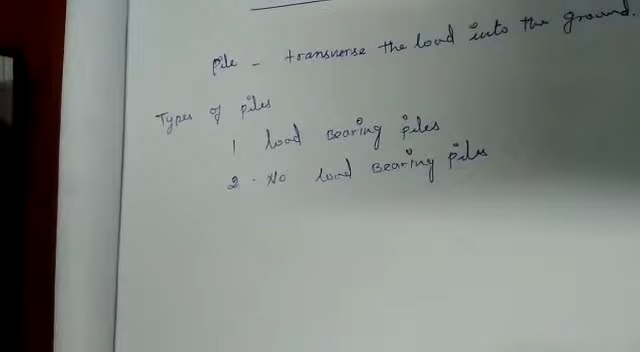 Pile - transverse the load into the ground.
Types of piles
1 load Bearing piles
2 - No load Bearing piles